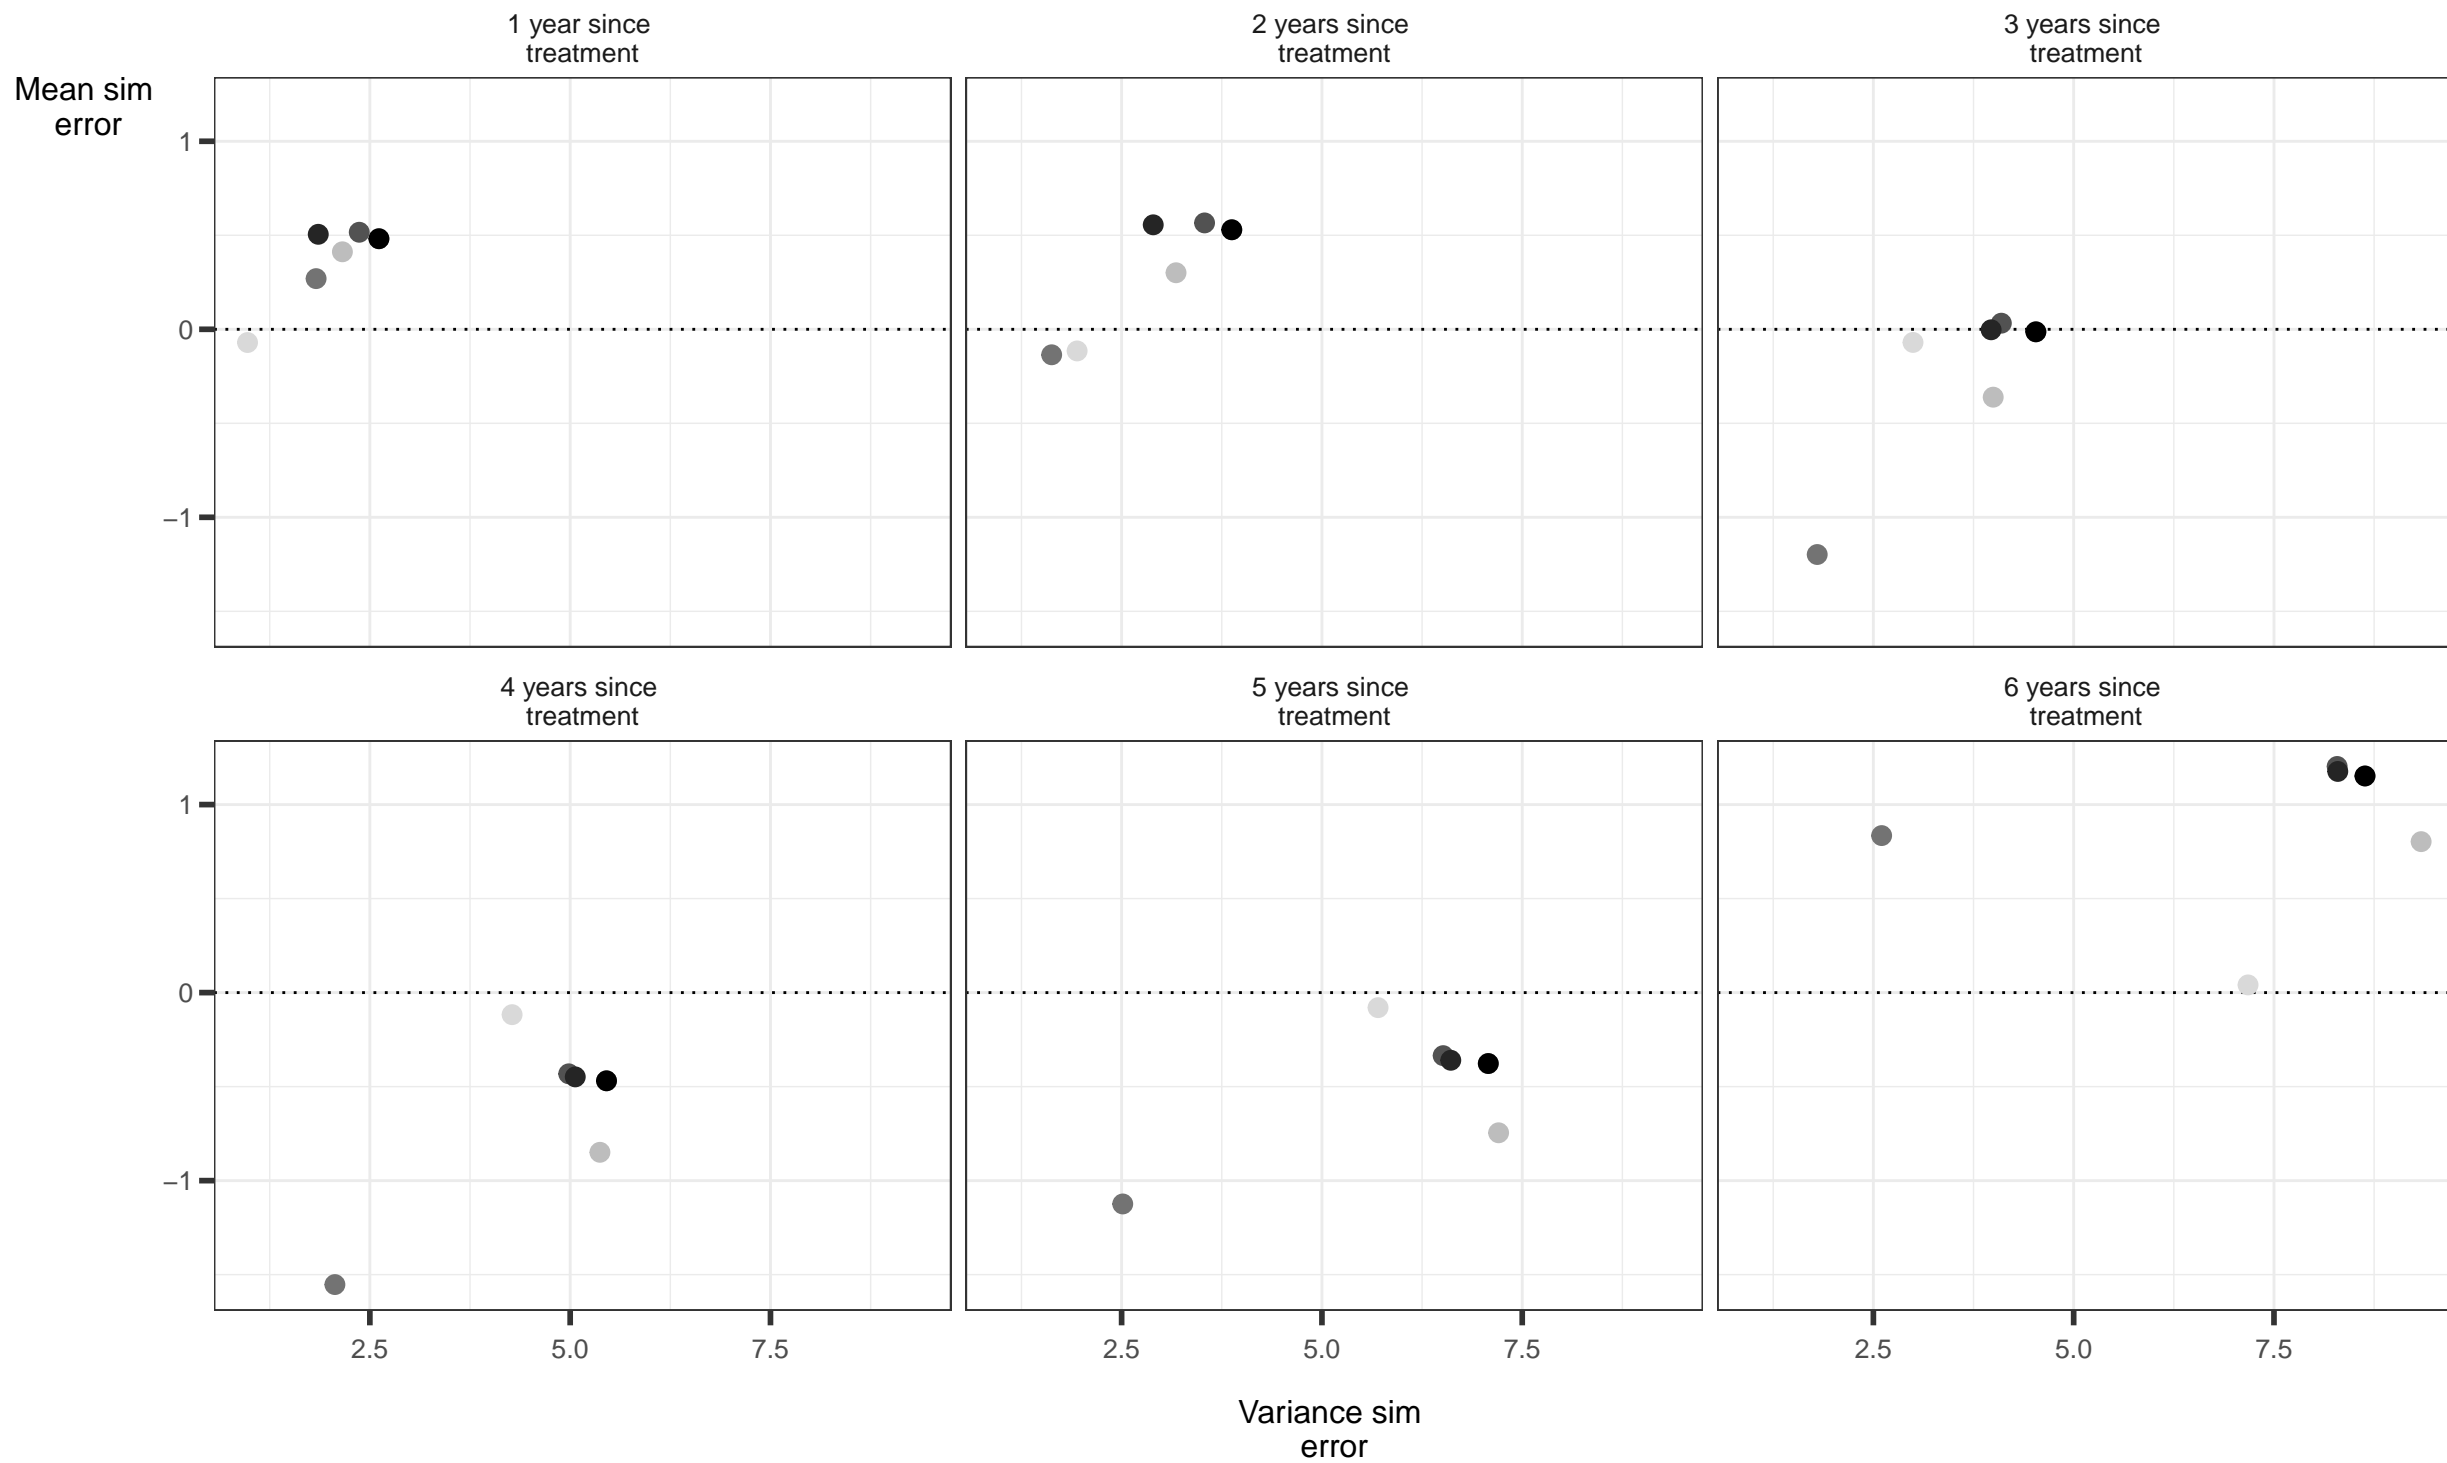 1 year since
treatment
2 years since
treatment
3 years since
treatment
Mean sim
error
1
0
−1
4 years since
treatment
5 years since
treatment
6 years since
treatment
1
0
−1
2.5 5.0 7.5
2.5 5.0 7.5
2.5 5.0 7.5
Variance sim
error